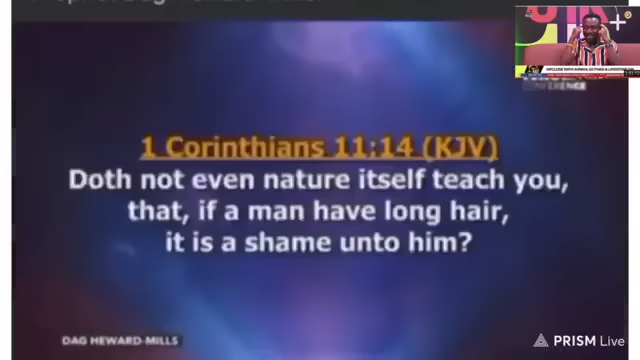 1 Corinthians 11:14 (KJV)
Doth not even nature itself teach you,
that, if a man have long hair,
it is a shame unto him?
CONFERENCE
DAG HEWARD-MILLS
PRISM Live